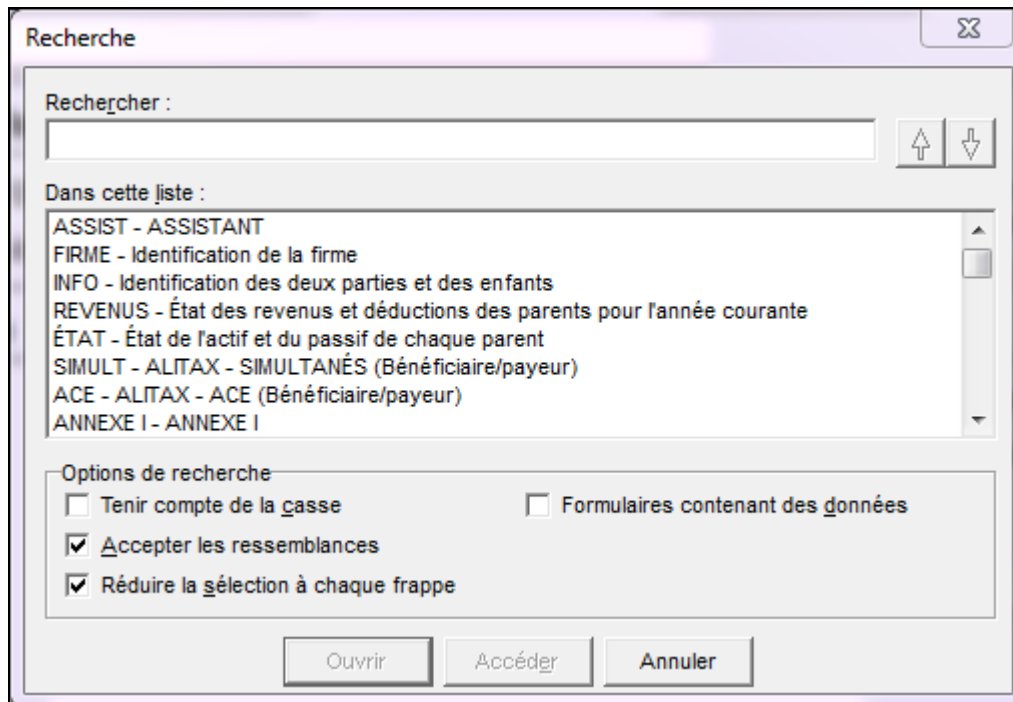 Recherche
Rechercher :
Dans cette liste :
ASSIST - ASSISTANT
FIRME - Identification de la firme
INFO - Identification des deux parties et des enfants
REVENUS - État des revenus et déductions des parents pour l'année courante
ÉTAT - État de l'actif et du passif de chaque parent
SIMULT - ALITAX - SIMULTANÉS (Bénéficiaire/payeur)
ACE - ALITAX - ACE (Bénéficiaire/payeur)
ANNEXE I - ANNEXE I
Options de recherche
Tenir compte de la casse Formulaires contenant des données
Accepter les ressemblances
Réduire la sélection à chaque frappe
Ouvrir Accéder Annuler